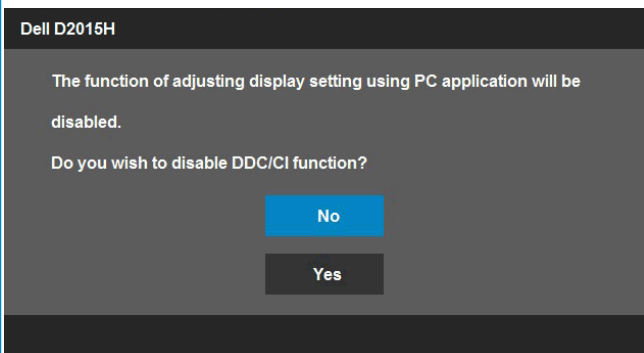 Dell D2015H
The function of adjusting display setting using PC application will be
disabled.
Do you wish to disable DDC/CI function?
No
Yes